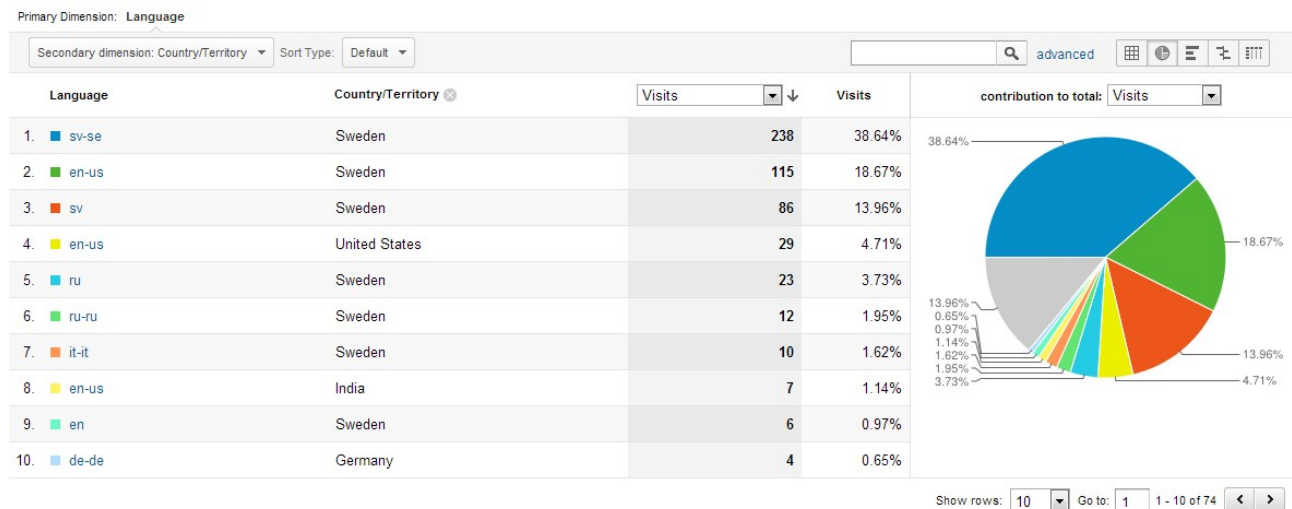 Primary Dimension: Language
Secondary dimension: Country/Territory Sort Type: Default advanced
Language Country/Territory Visits Visits contribution to total: Visits
1. sv-se Sweden 238 38.64%
2. en-us Sweden 115 18.67%
3. sv Sweden 86 13.96%
4. en-us United States 29 4.71%
5. ru Sweden 23 3.73%
6. ru-ru Sweden 12 1.95%
7. it-it Sweden 10 1.62%
8. en-us India 7 1.14%
9. en Sweden 6 0.97%
10. de-de Germany 4 0.65%
38.64%
18.67%
13.96%
0.65%
0.97%
1.14%
1.62%
1.95%
3.73%
13.96%
4.71%
Show rows: 10 Go to: 1 1 - 10 of 74